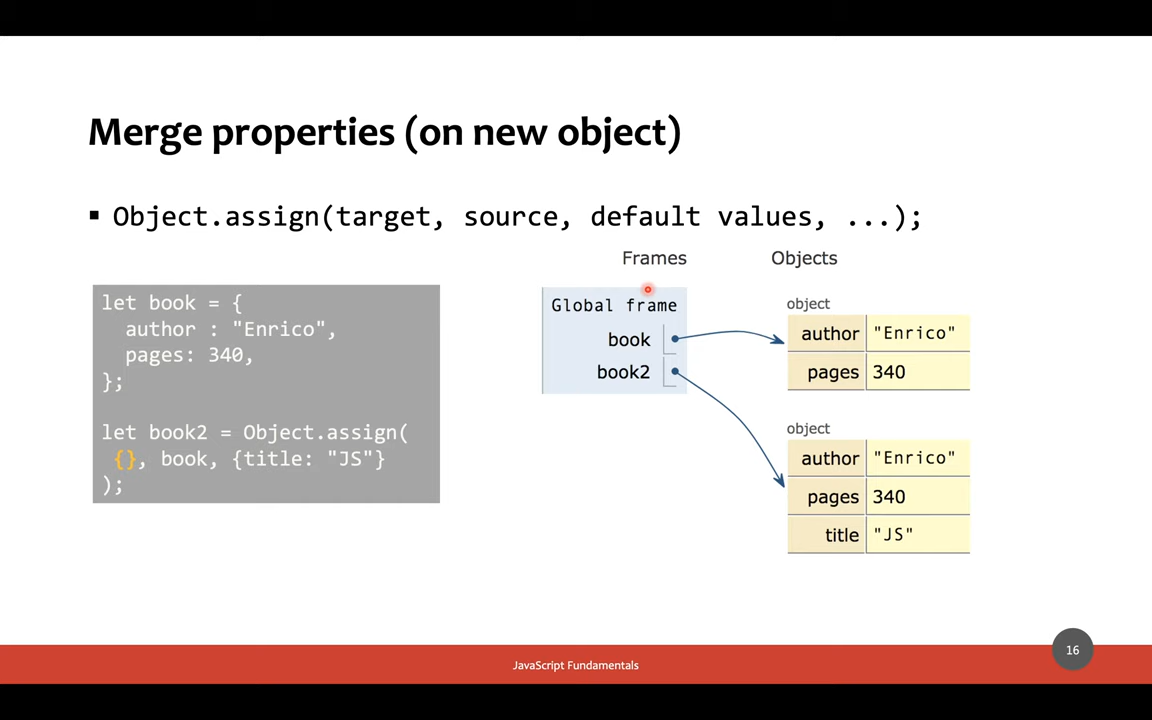 Merge properties (on new object)
▪ Object.assign(target, source, default values, ...);
let book = {
  author : "Enrico",
  pages: 340,
};
let book2 = Object.assign(
 {}, book, {title: "JS"}
);
Frames
Objects
Global frame
book
book2
object
author "Enrico"
pages 340
object
author "Enrico"
pages 340
title "JS"
JavaScript Fundamentals
16